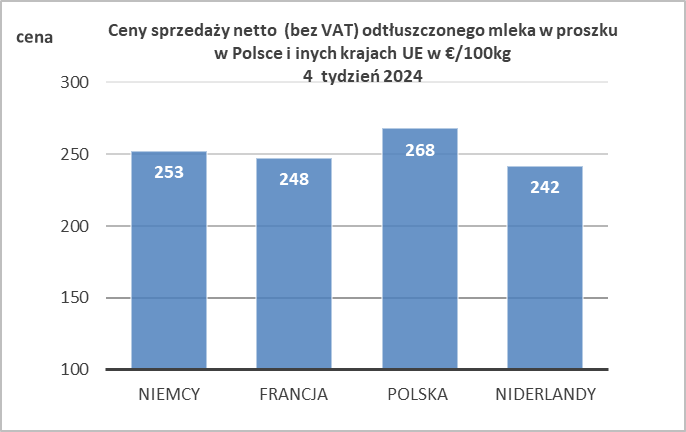 cena
Ceny sprzedaży netto  (bez VAT) odtłuszczonego mleka w proszku
w Polsce i inych krajach UE w €/100kg
4  tydzień 2024
300
250
200
150
100
253
248
268
242
NIEMCY
FRANCJA
POLSKA
NIDERLANDY